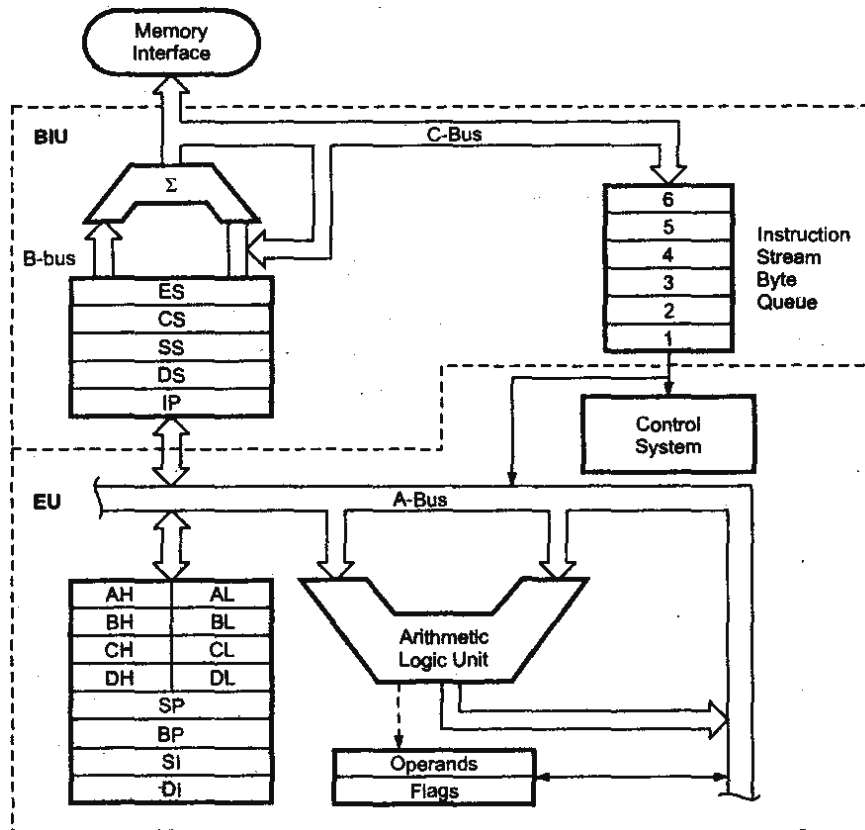 Memory
Interface
BIU
C-Bus
Σ
B-bus
6
5
4
3
2
1
Instruction
Stream
Byte
Queue
ES
CS
SS
DS
IP
Control
System
EU
A-Bus
AH AL
BH BL
CH CL
DH DL
SP
BP
SI
DI
Arithmetic
Logic Unit
Operands
Flags